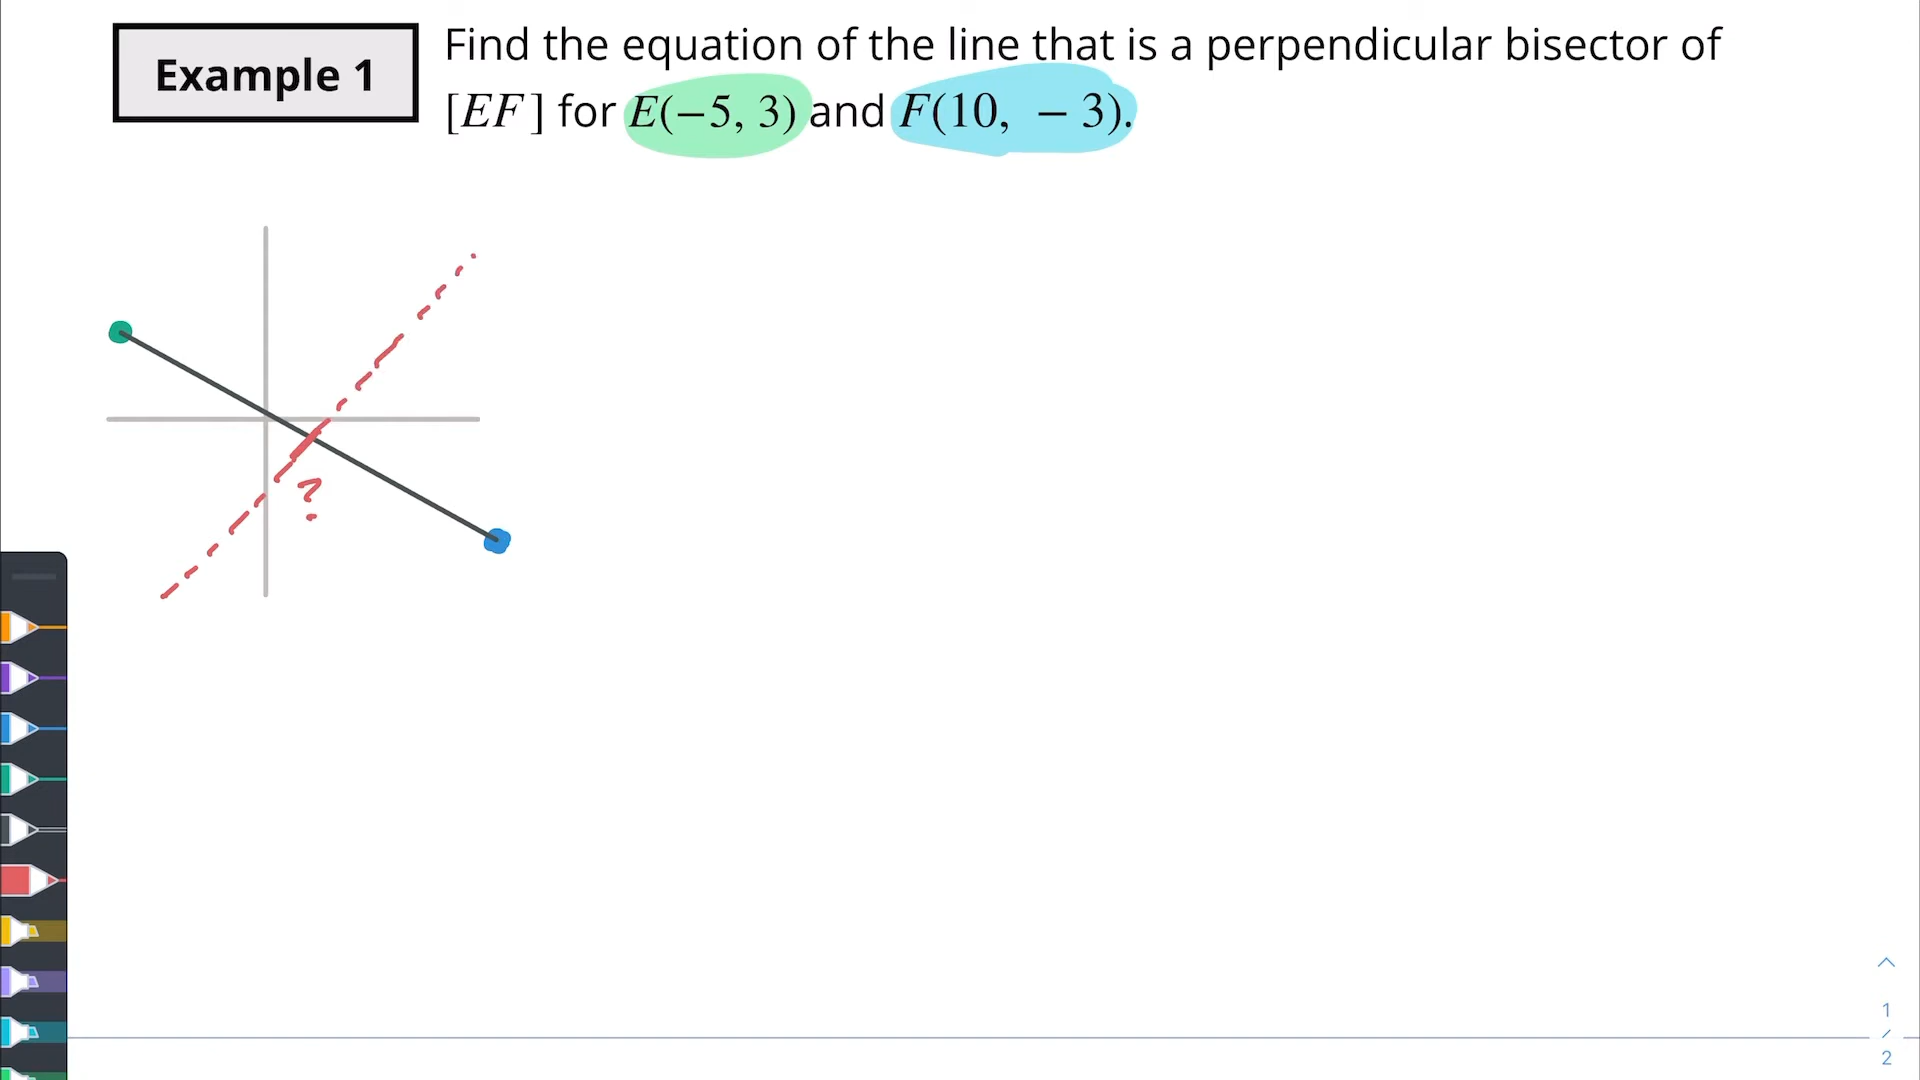 Example 1
Find the equation of the line that is a perpendicular bisector of
[EF] for E(−5, 3) and F(10, − 3).
?
1
/
2